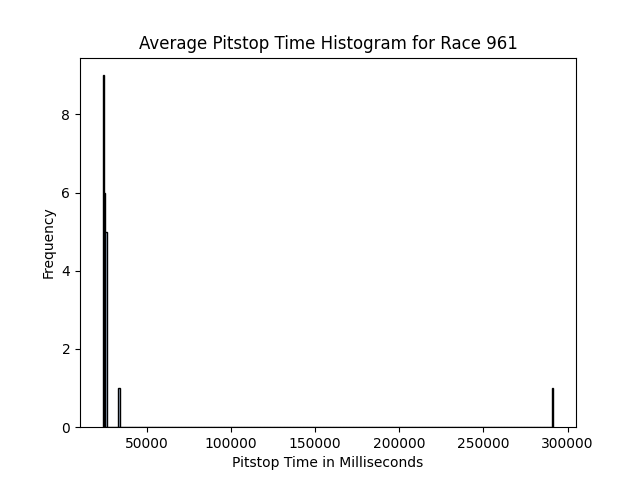 Average Pitstop Time Histogram for Race 961
8
6
4
2
0
Frequency
50000 100000 150000 200000 250000 300000
Pitstop Time in Milliseconds